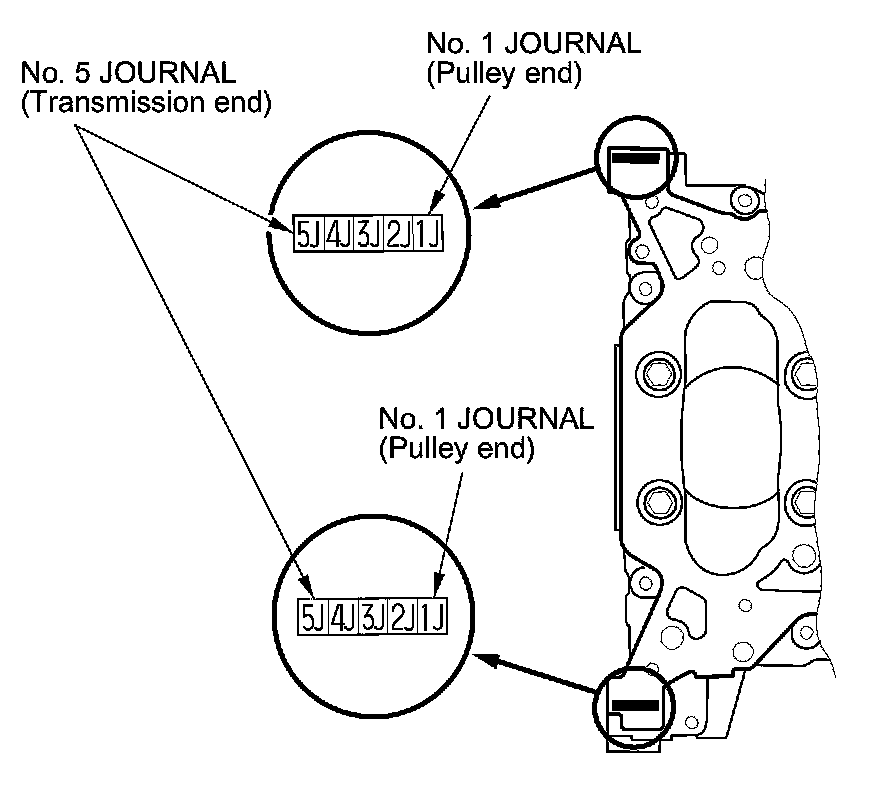 No. 1 JOURNAL
(Pulley end)
No. 5 JOURNAL
(Transmission end)
5J 4J 3J 2J 1J
No. 1 JOURNAL
(Pulley end)
5J 4J 3J 2J 1J